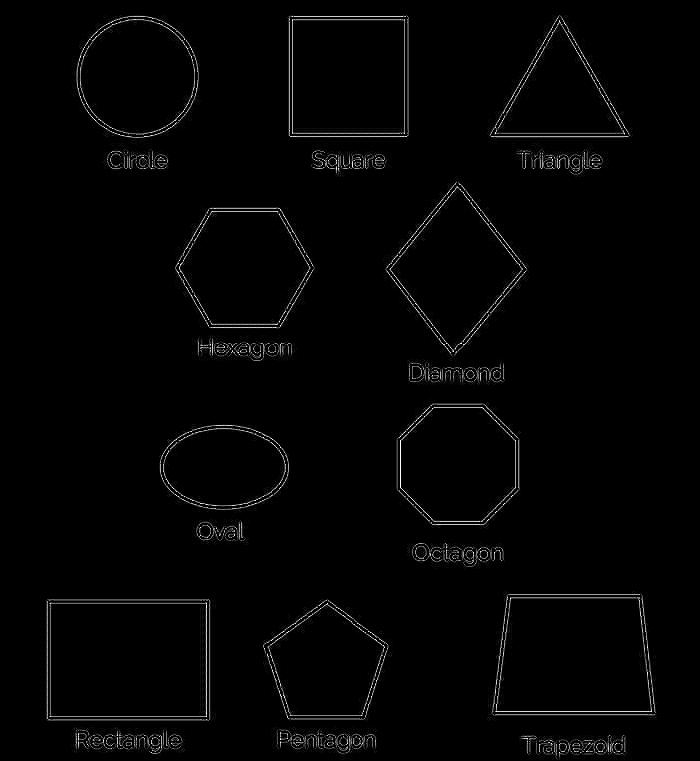 Circle
Square
Triangle
Hexagon
Diamond
Oval
Octagon
Rectangle
Pentagon
Trapezoid